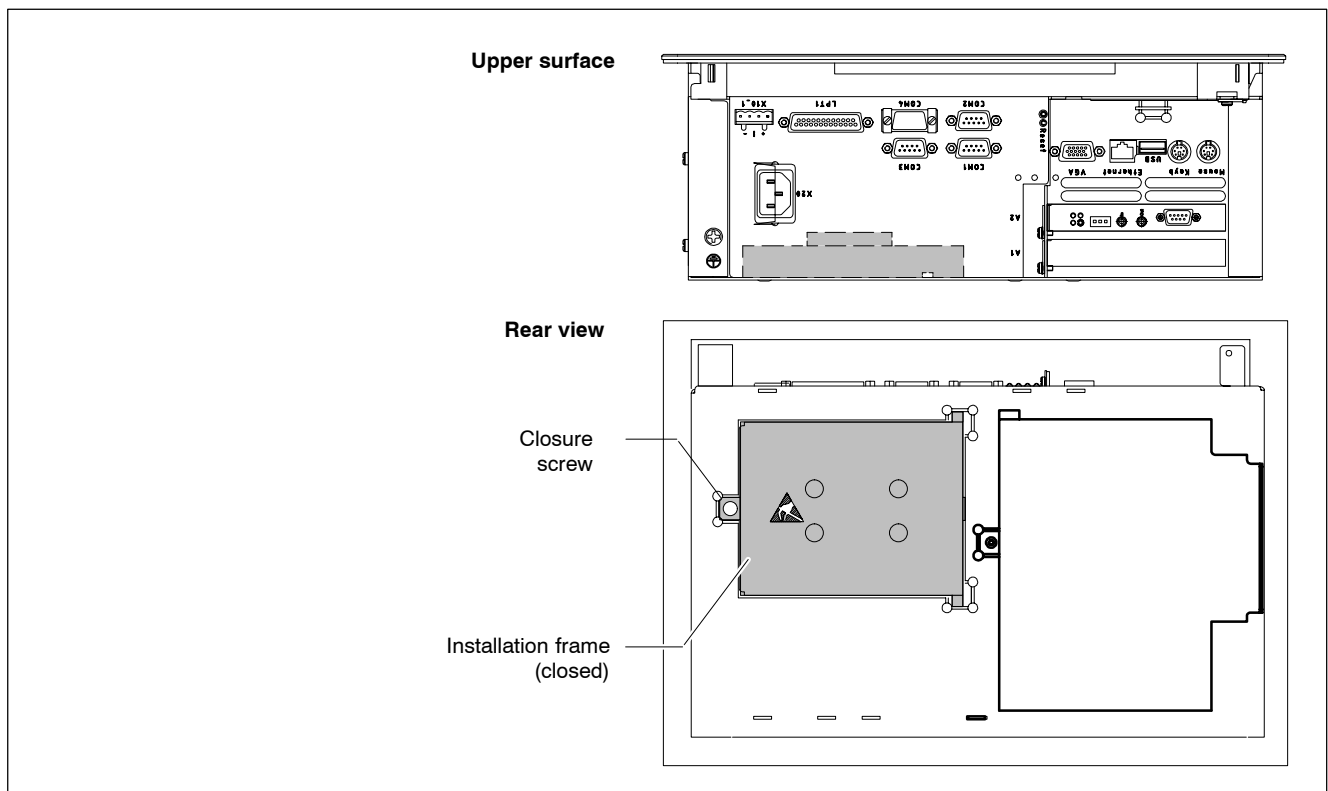 Upper surface
X10_1
LPT1
COM4
COM2
Reset
+ | -
COM3
COM1
USB
VGA
Ethernet
Keyb
Mouse
X20
A2
A1
Rear view
Closure
screw
Installation frame
(closed)